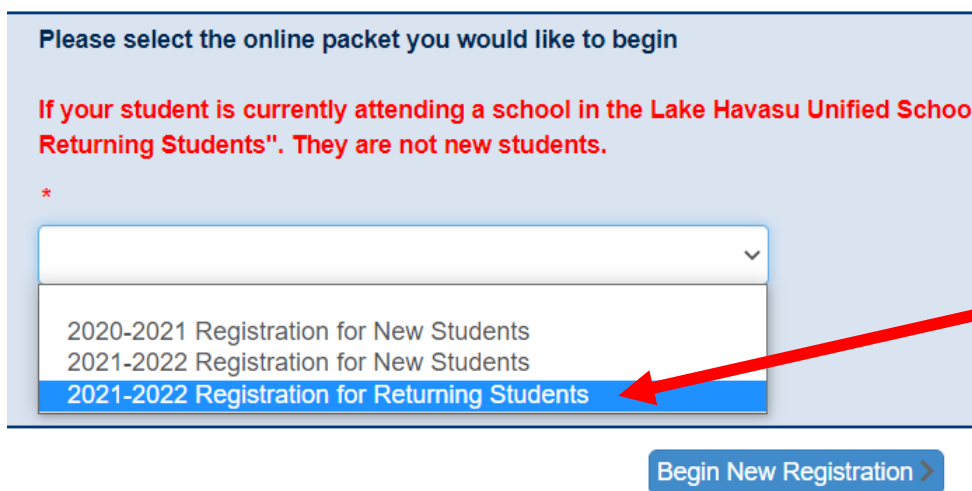 Please select the online packet you would like to begin
If your student is currently attending a school in the Lake Havasu Unified Schoo
Returning Students". They are not new students.
*
2020-2021 Registration for New Students
2021-2022 Registration for New Students
2021-2022 Registration for Returning Students
Begin New Registration >